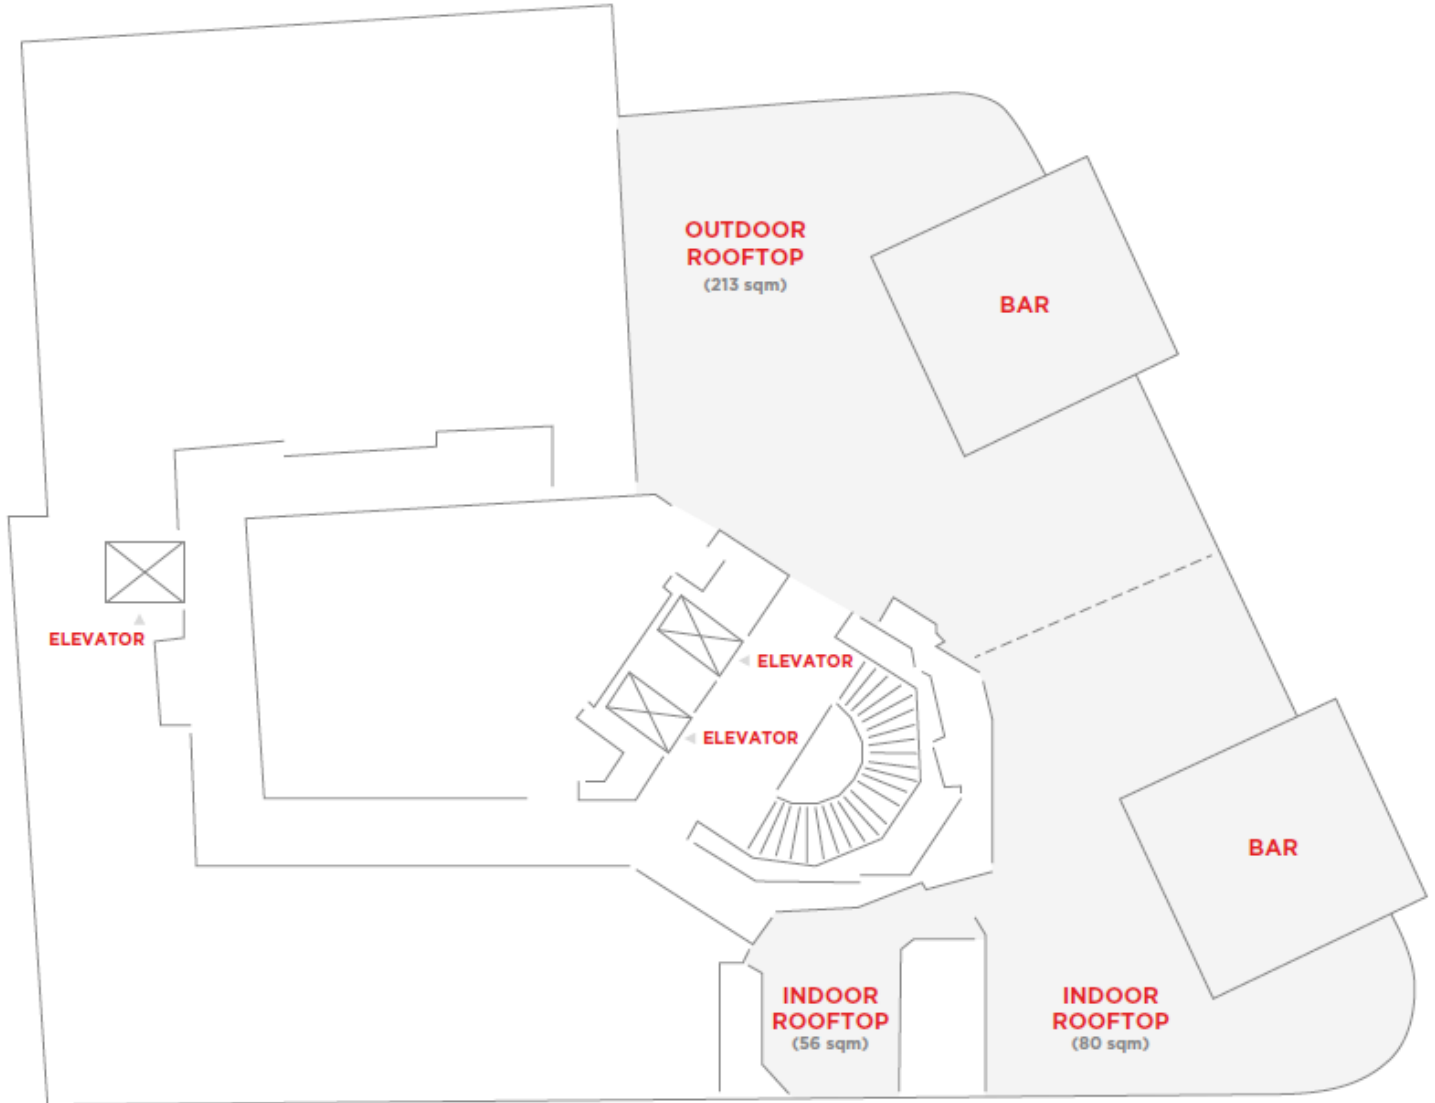 OUTDOOR
ROOFTOP
(213 sqm)
BAR
ELEVATOR
ELEVATOR
ELEVATOR
BAR
INDOOR
ROOFTOP
(56 sqm)
INDOOR
ROOFTOP
(80 sqm)